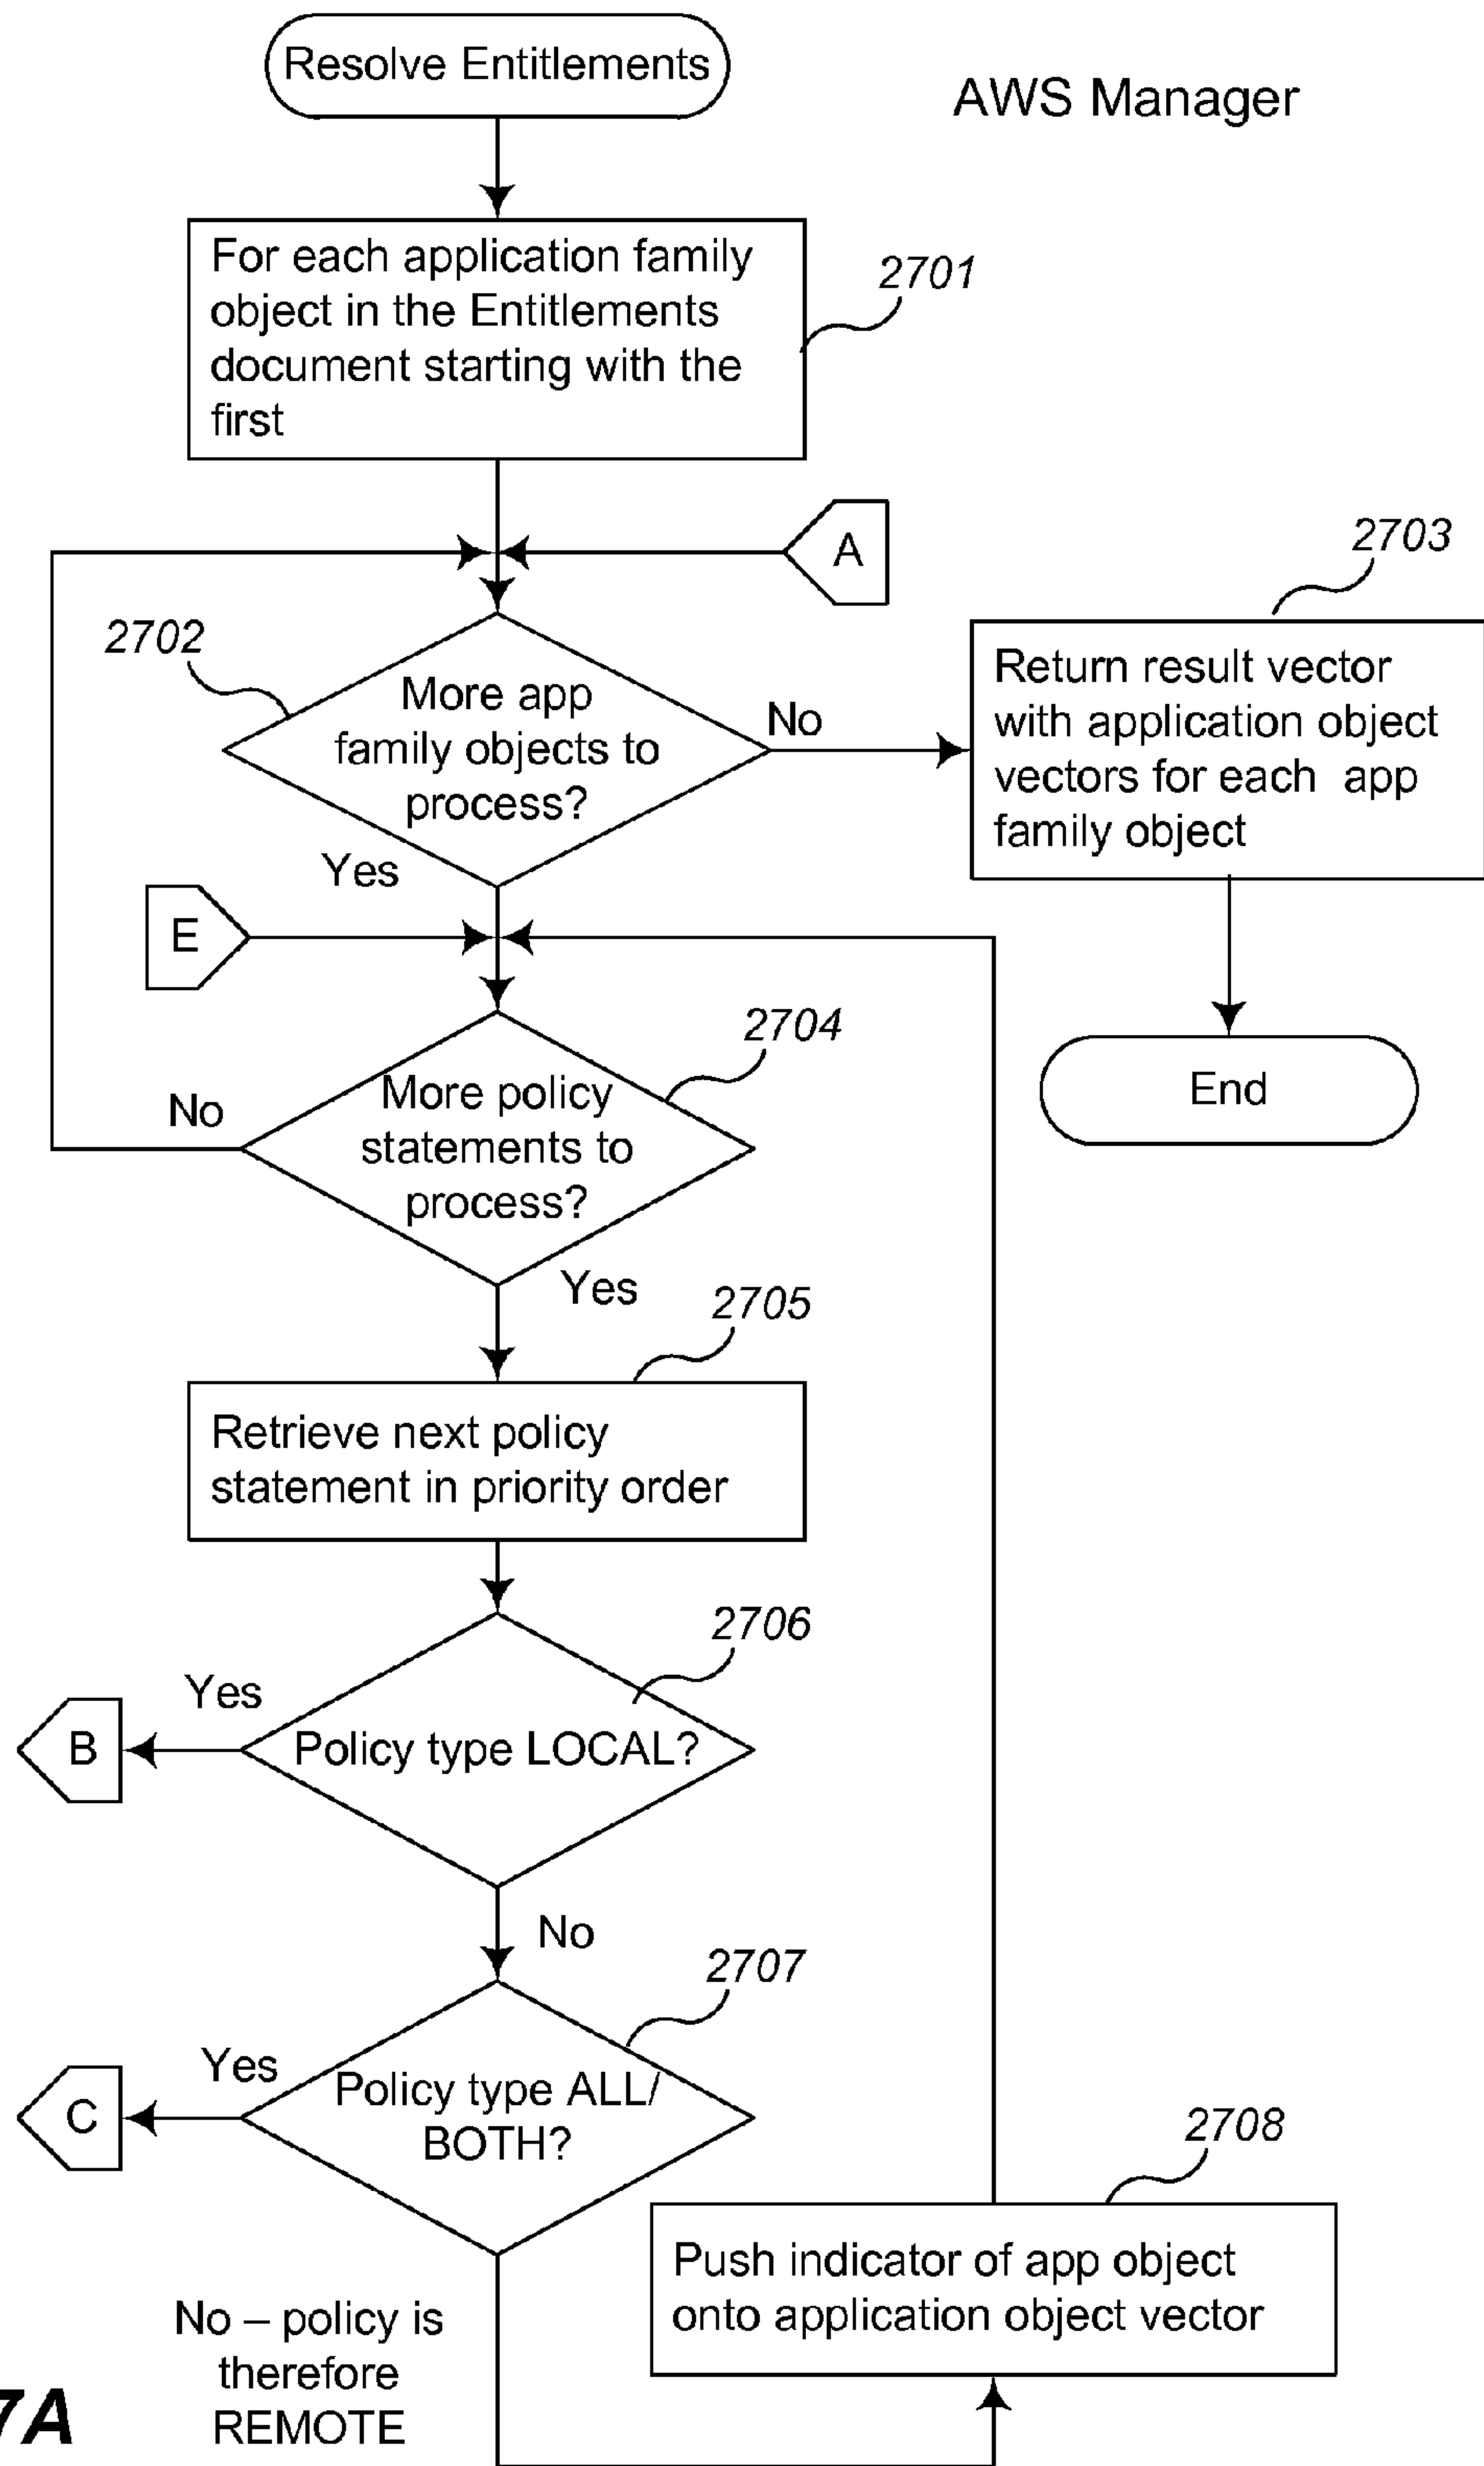 Resolve Entitlements
AWS Manager
For each application family
object in the Entitlements
document starting with the
first
2701
A
2703
2702
More app
family objects to
process?
No
Return result vector
with application object
vectors for each app
family object
Yes
E
2704
More policy
statements to
process?
No
End
Yes
2705
Retrieve next policy
statement in priority order
2706
Yes
B
Policy type LOCAL?
No
2707
Yes
C
Policy type ALL/
BOTH?
2708
Push indicator of app object
onto application object vector
No – policy is
therefore
REMOTE
7A